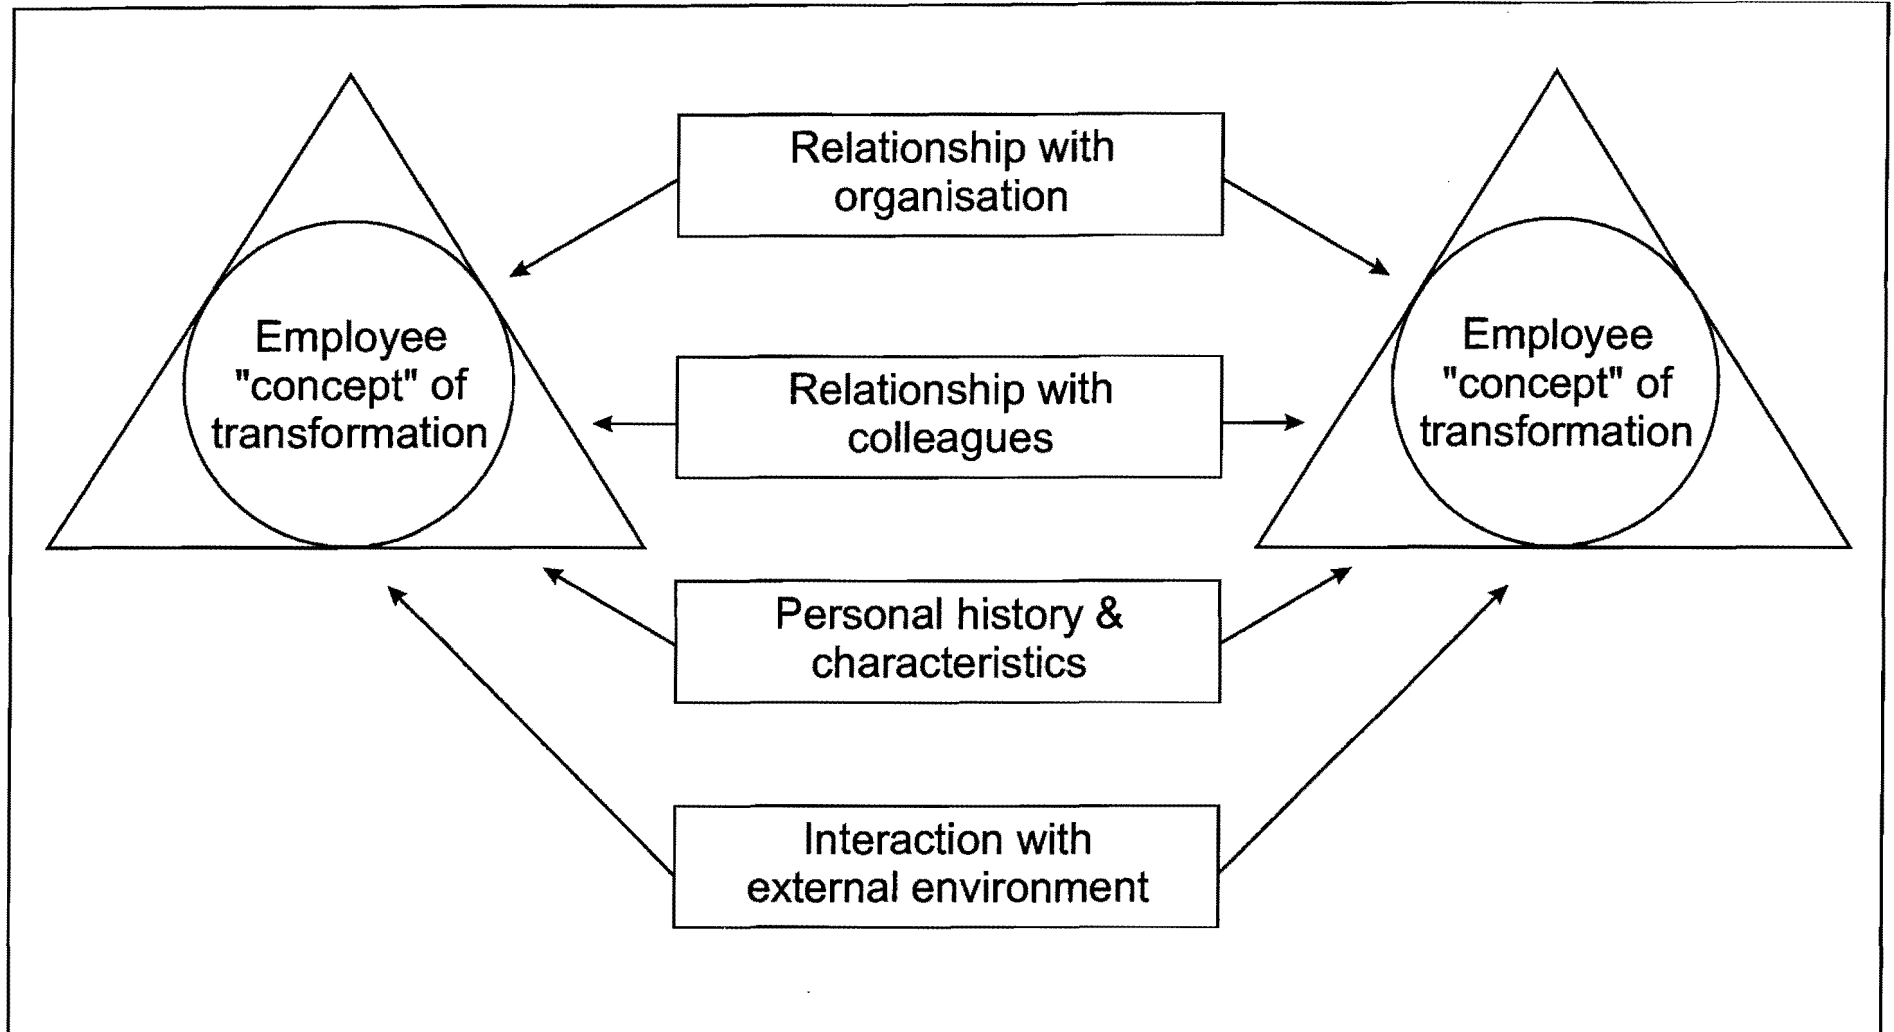 Relationship with
organisation
Employee
"concept" of
transformation
Relationship with
colleagues
Employee
"concept" of
transformation
Personal history &
characteristics
Interaction with
external environment